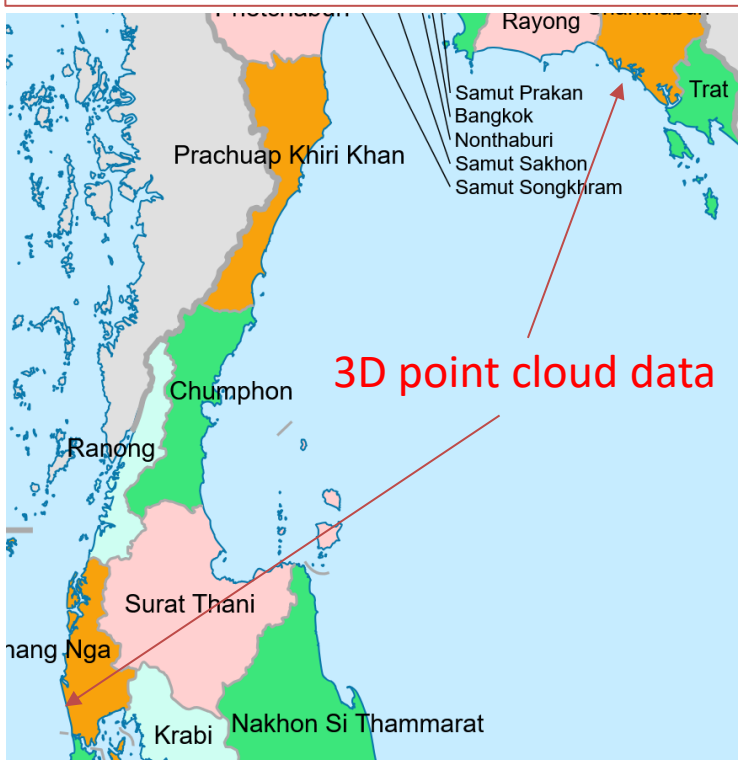 Rayong
Samut Prakan
Trat
Bangkok
Nonthaburi
Prachuap Khiri Khan
Samut Sakhon
Samut Songkhram
3D point cloud data
Chumphon
Ranong
Surat Thani
hang Nga
Krabi
Nakhon Si Thammarat